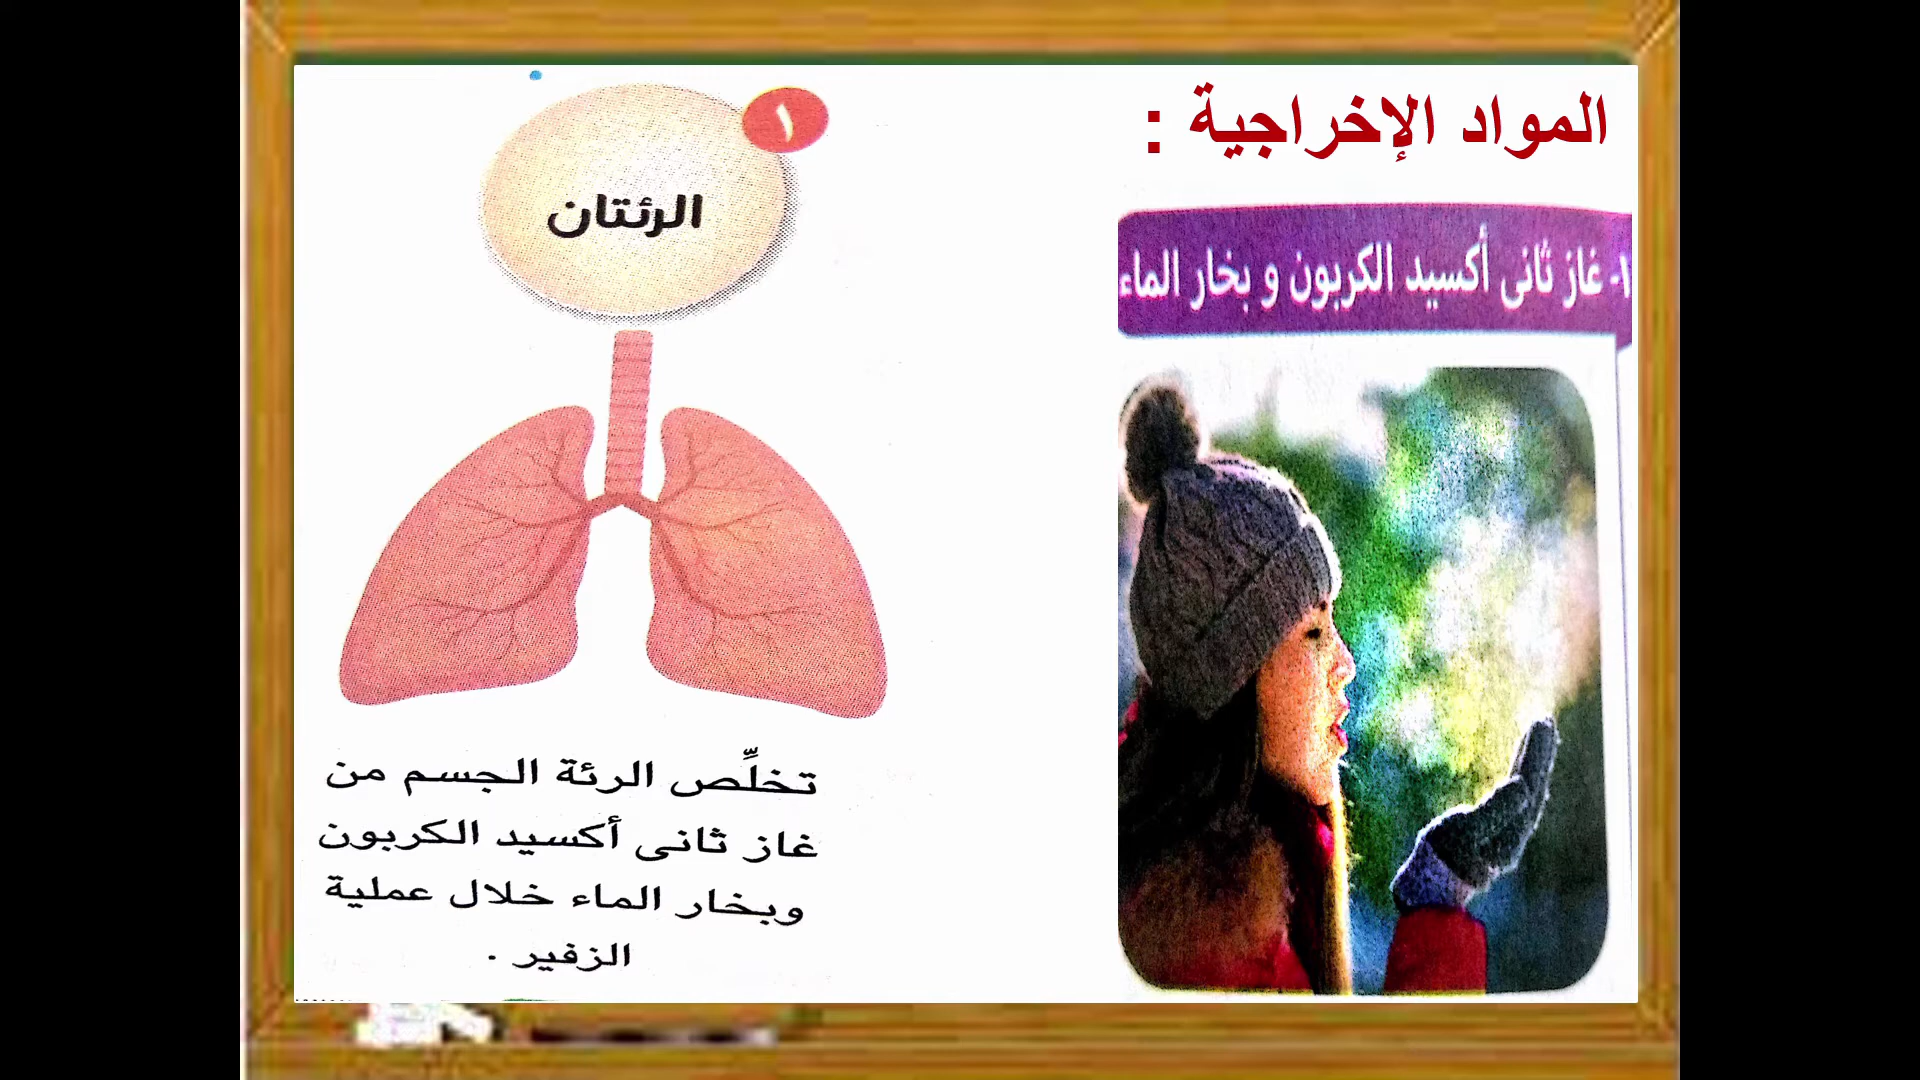 المواد الإخراجية :
١- غاز ثانى أكسيد الكربون و بخار الماء
١
الرئتان
تخلِّص الرئة الجسم من
غاز ثانى أكسيد الكربون
وبخار الماء خلال عملية
الزفير .